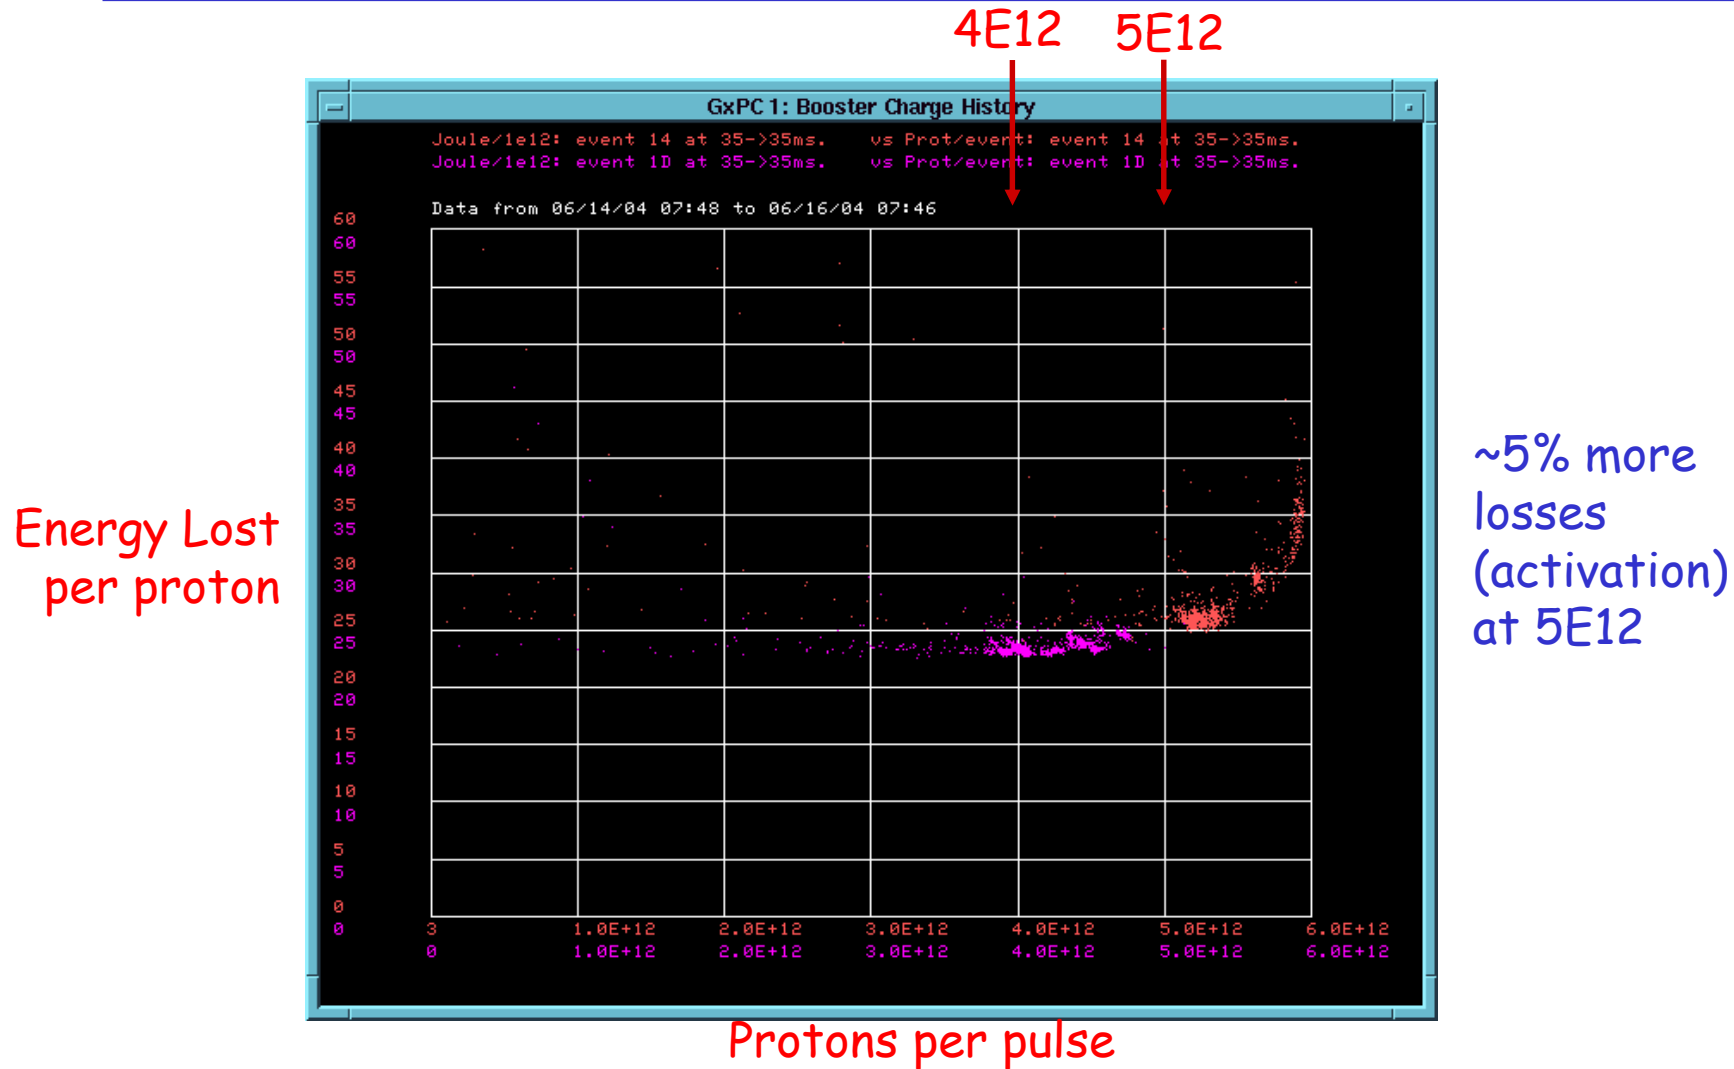 4E12 5E12
GxPC 1: Booster Charge History
Joule/1e12: event 14 at 35->35ms. vs Prot/event: event 14 at 35->35ms.
Joule/1e12: event 1D at 35->35ms. vs Prot/event: event 1D at 35->35ms.
Data from 06/14/04 07:48 to 06/16/04 07:46
60
60
55
55
50
50
45
45
40
40
35
35
30
30
25
25
20
20
15
15
10
10
5
5
0
0
3 1.0E+12 2.0E+12 3.0E+12 4.0E+12 5.0E+12 6.0E+12
0 1.0E+12 2.0E+12 3.0E+12 4.0E+12 5.0E+12 6.0E+12
Energy Lost
per proton
~5% more
losses
(activation)
at 5E12
Protons per pulse